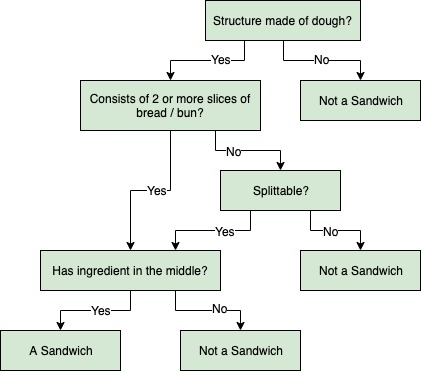 Structure made of dough?
Yes
No
Consists of 2 or more slices of
bread / bun?
Not a Sandwich
No
Yes
Splittable?
Yes
No
Has ingredient in the middle?
Not a Sandwich
Yes
No
A Sandwich
Not a Sandwich